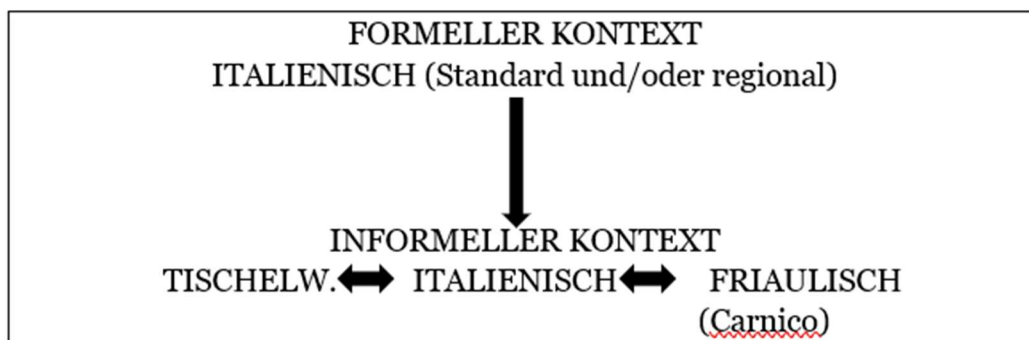 FORMELLER KONTEXT
ITALIENISCH (Standard und/oder regional)
INFORMELLER KONTEXT
TISCHELW. ITALIENISCH FRIAULISCH
(Carnico)